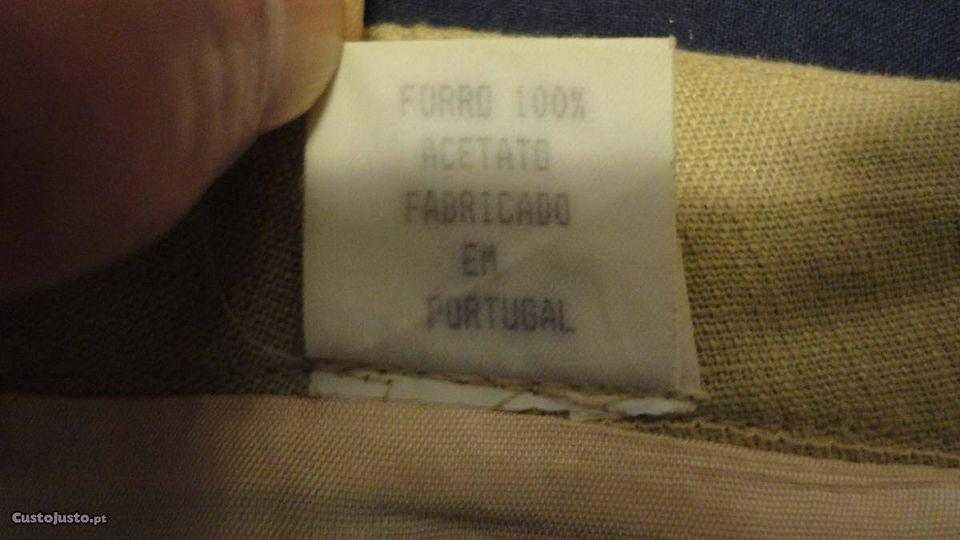 FORRO 100%
ACETATO
FABRICADO
EM
PORTUGAL
CustoJusto.pt